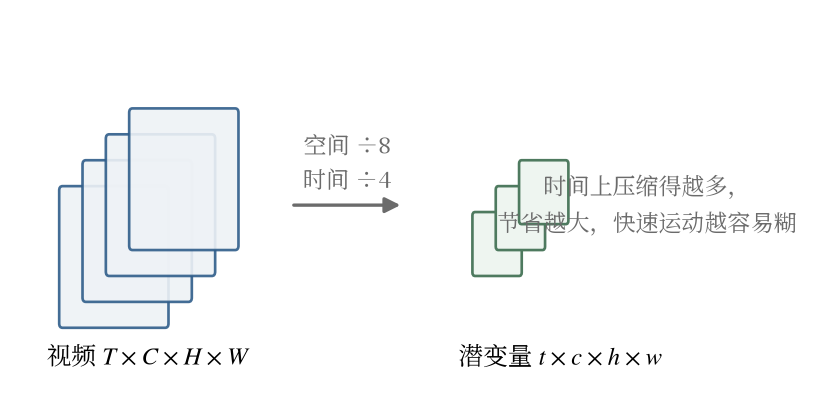 空间 ÷8
时间 ÷4
时间上压缩得越多，
节省越大，快速运动越容易糊
视频 T×C×H×W
潜变量 t×c×h×w